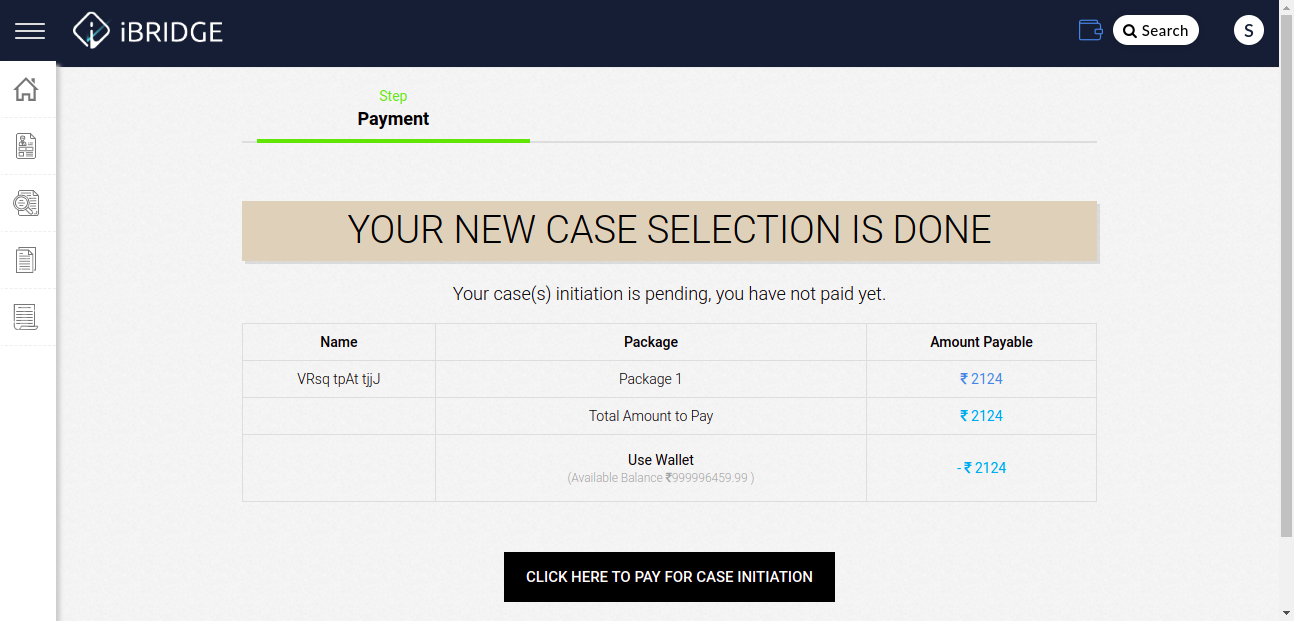 iBRIDGE
Search
S
Step
Payment
YOUR NEW CASE SELECTION IS DONE
Your case(s) initiation is pending, you have not paid yet.
Name Package Amount Payable
VRsq tpAt tjjJ Package 1 ₹ 2124
Total Amount to Pay ₹ 2124
Use Wallet
(Available Balance ₹999996459.99 )
- ₹ 2124
CLICK HERE TO PAY FOR CASE INITIATION